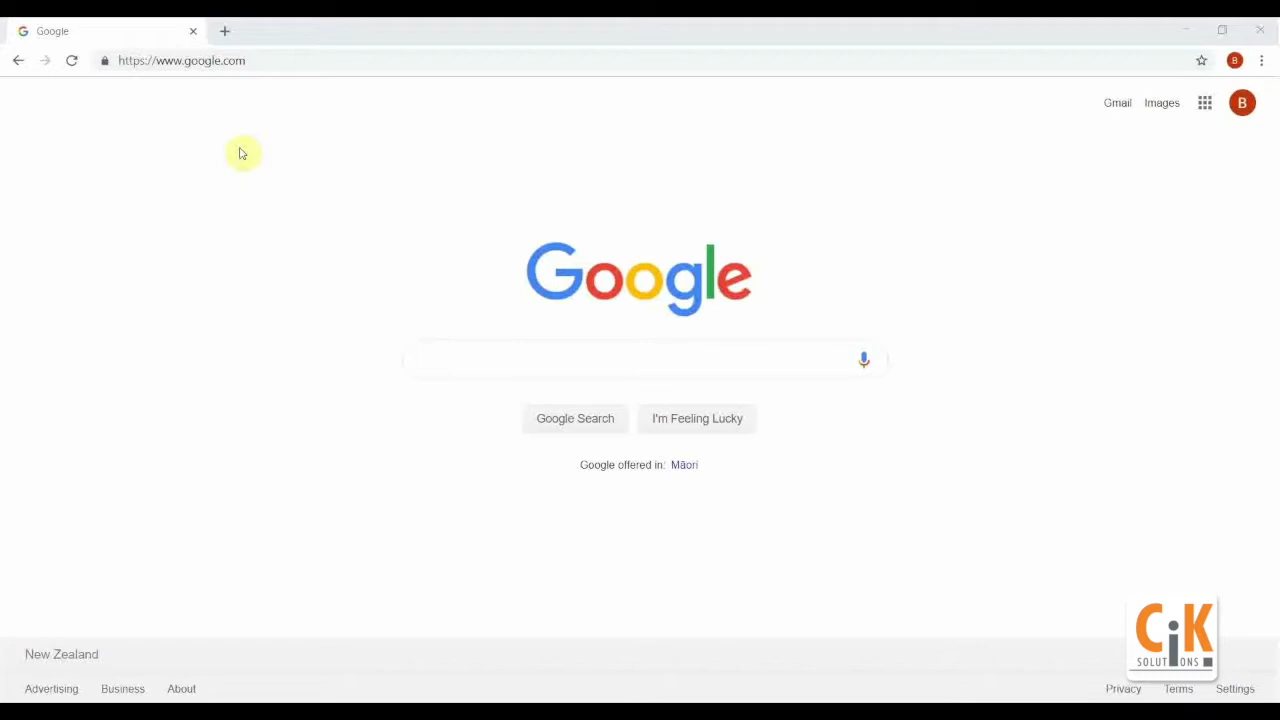 Google
https://www.google.com
B
Gmail Images B
Google
Google Search I'm Feeling Lucky
Google offered in: Māori
New Zealand
CiK
SOLUTIONS
Advertising Business About Privacy Terms Settings